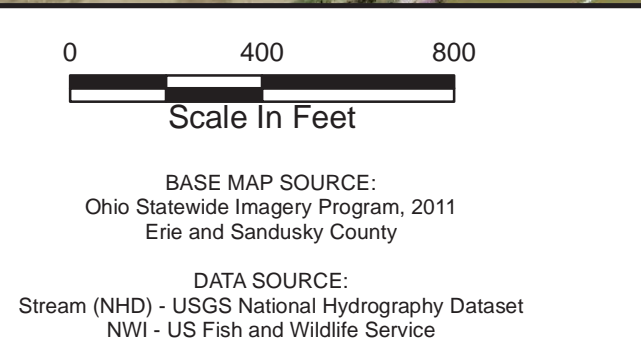 0 400 800
Scale In Feet
BASE MAP SOURCE:
Ohio Statewide Imagery Program, 2011
Erie and Sandusky County
DATA SOURCE:
Stream (NHD) - USGS National Hydrography Dataset
NWI - US Fish and Wildlife Service